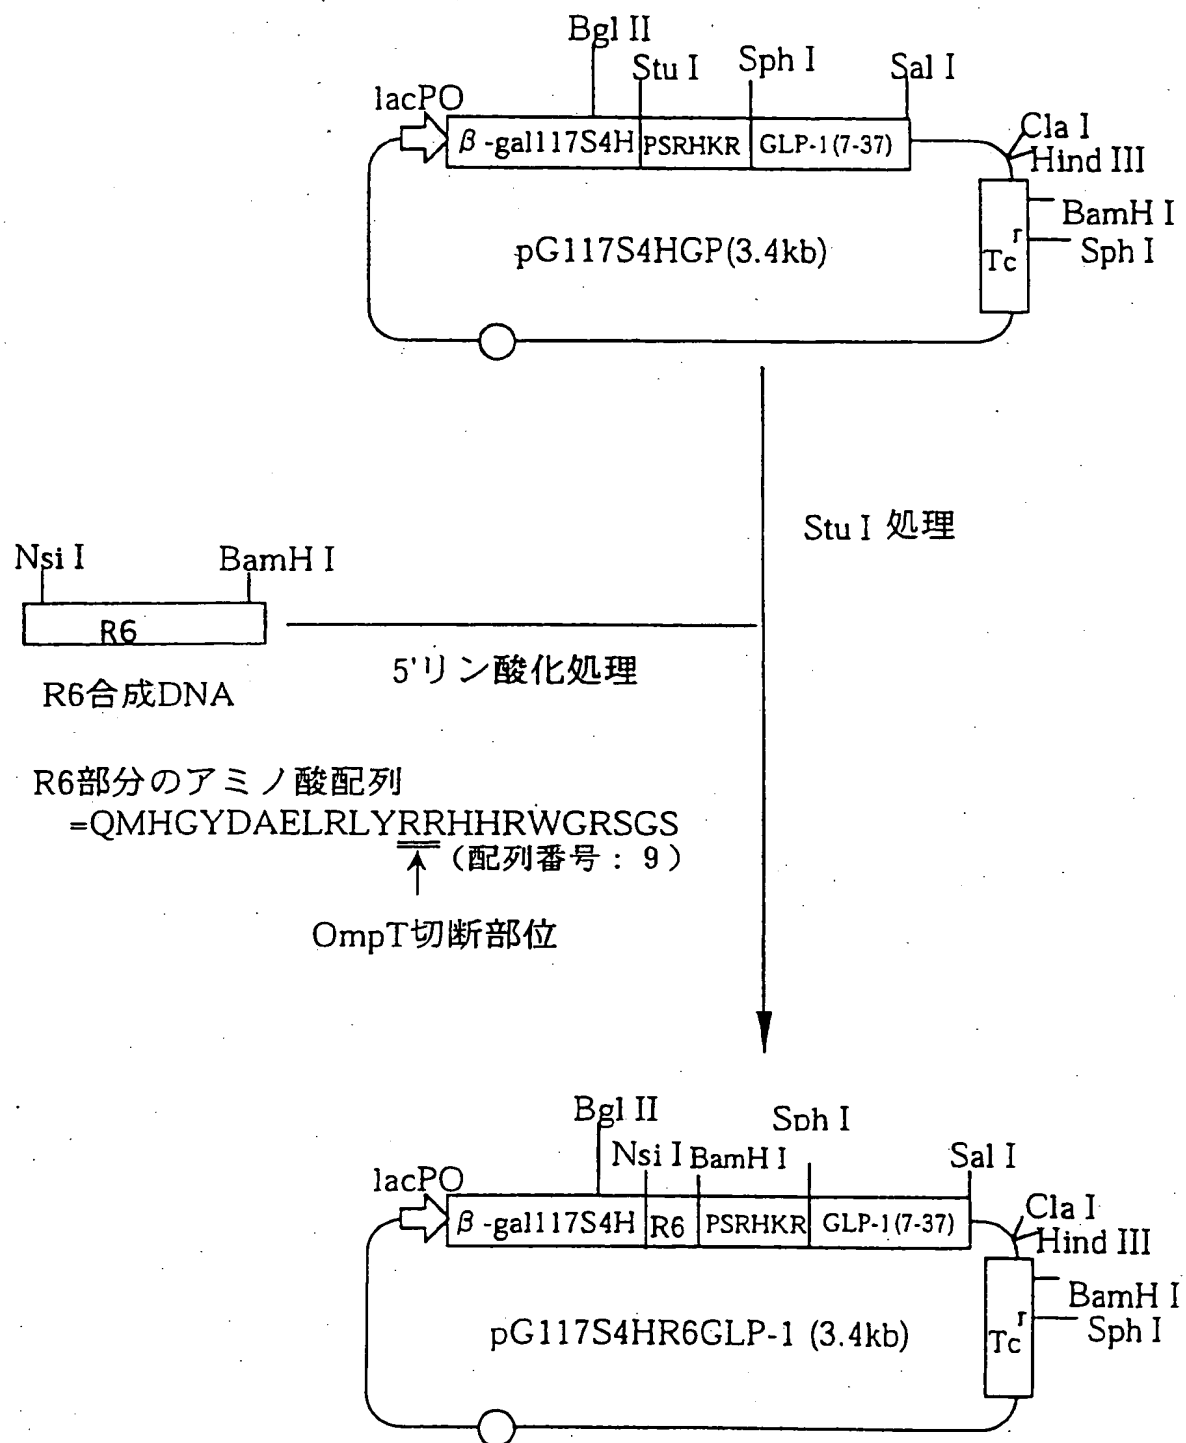 Bgl II
Stu I
Sph I
Sal I
lacPO
β-gal117S4H
PSRHKR
GLP-1(7-37)
Cla I
Hind III
BamH I
Tc r
Sph I
pG117S4HGP(3.4kb)
Stu I 処理
Nsi I
BamH I
R6
5'リン酸化処理
R6合成DNA
R6部分のアミノ酸配列
=QMHGYDAELRLYRRHHRWGRSGS
(配列番号：9)
OmpT切断部位
Bgl II
Sph I
Nsi I
BamH I
Sal I
lacPO
β-gal117S4H
R6
PSRHKR
GLP-1(7-37)
Cla I
Hind III
BamH I
Tc r
Sph I
pG117S4HR6GLP-1 (3.4kb)